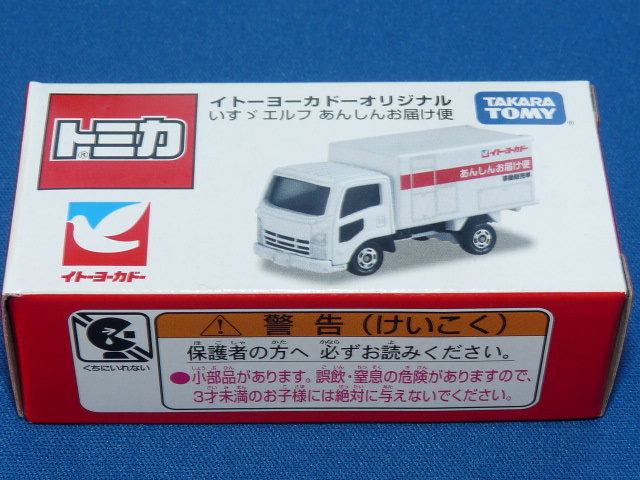 トミカ
®
イトーヨーカドーオリジナル
いすゞエルフ あんしんお届け便
TAKARA
TOMY
®
イトーヨーカドー
あんしんお届け便
移動販売車
イトーヨーカドー
くちにいれない
警告(けいこく)
保護者の方へ 必ずお読みください。
●小部品があります。誤飲・窒息の危険がありますので、
3才未満のお子様には絶対に与えないでください。